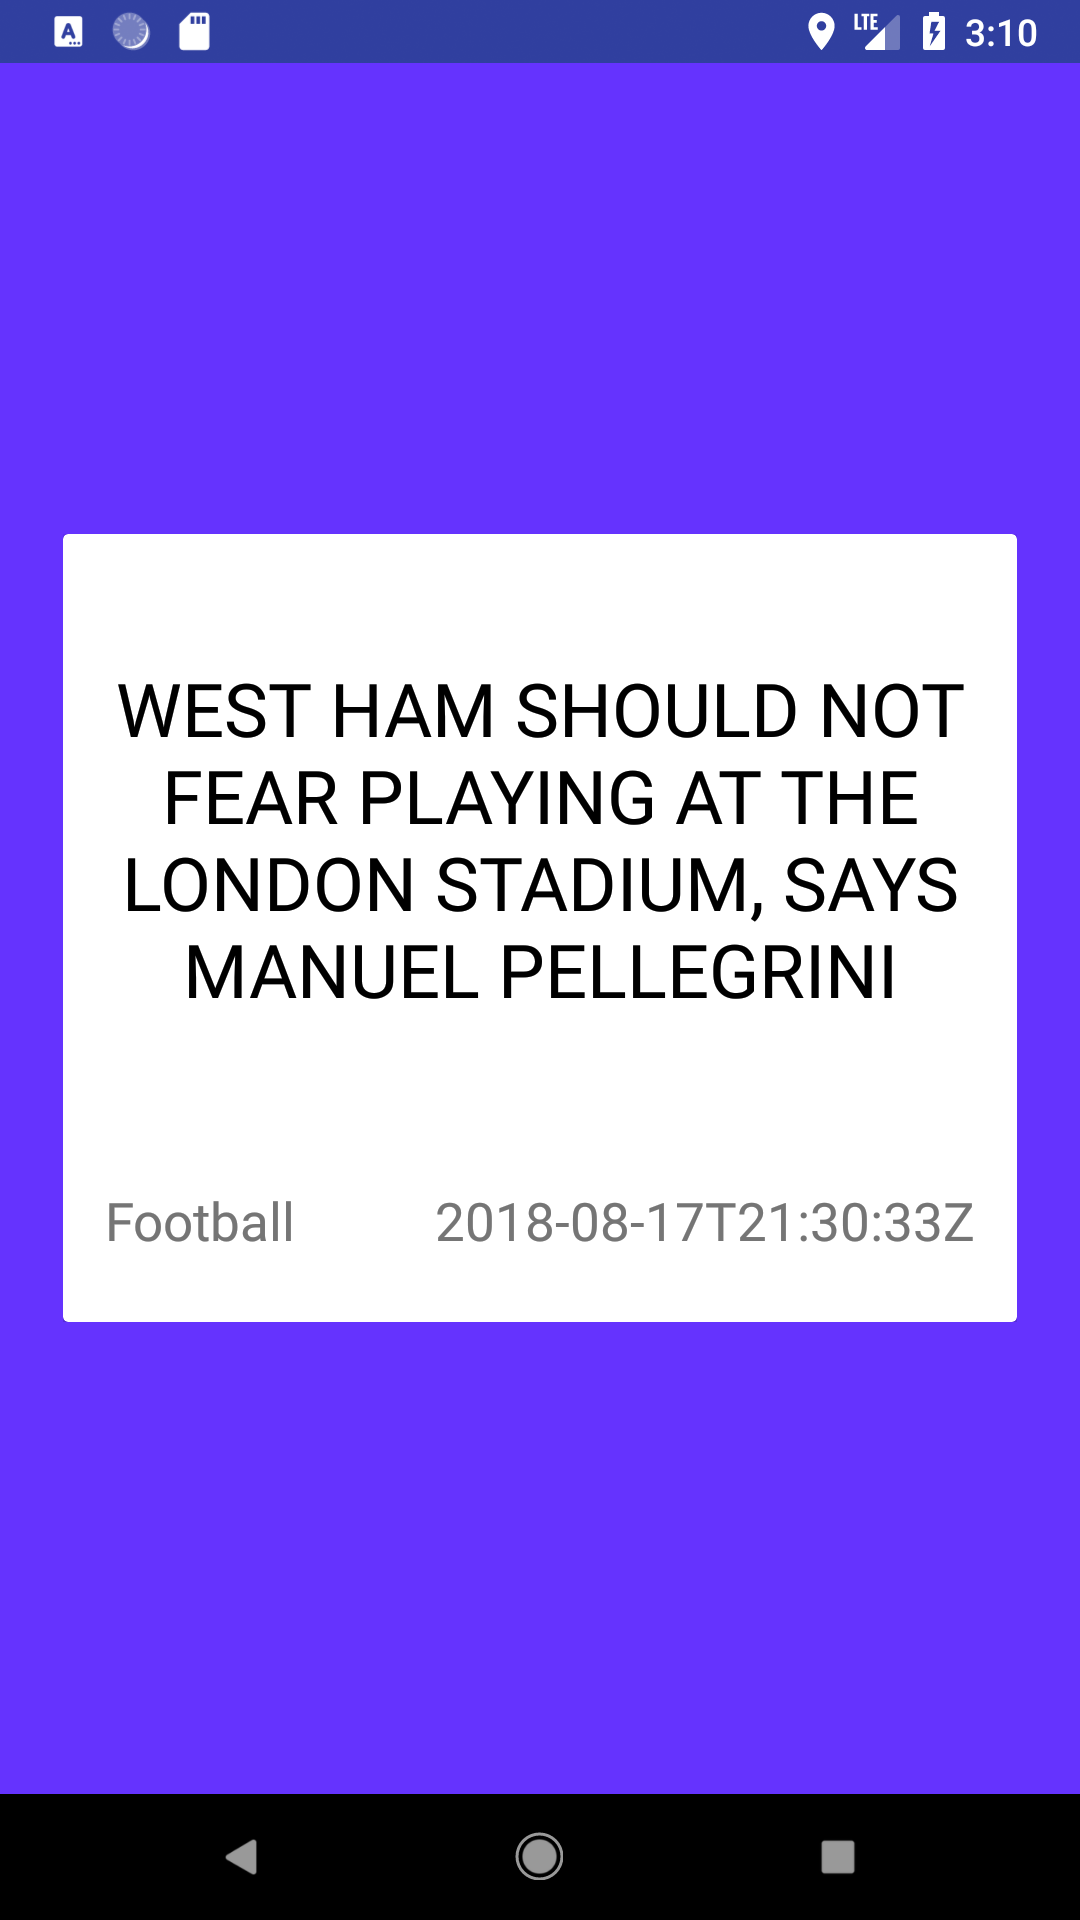 LTE 3:10
WEST HAM SHOULD NOT
FEAR PLAYING AT THE
LONDON STADIUM, SAYS
MANUEL PELLEGRINI
Football 2018-08-17T21:30:33Z